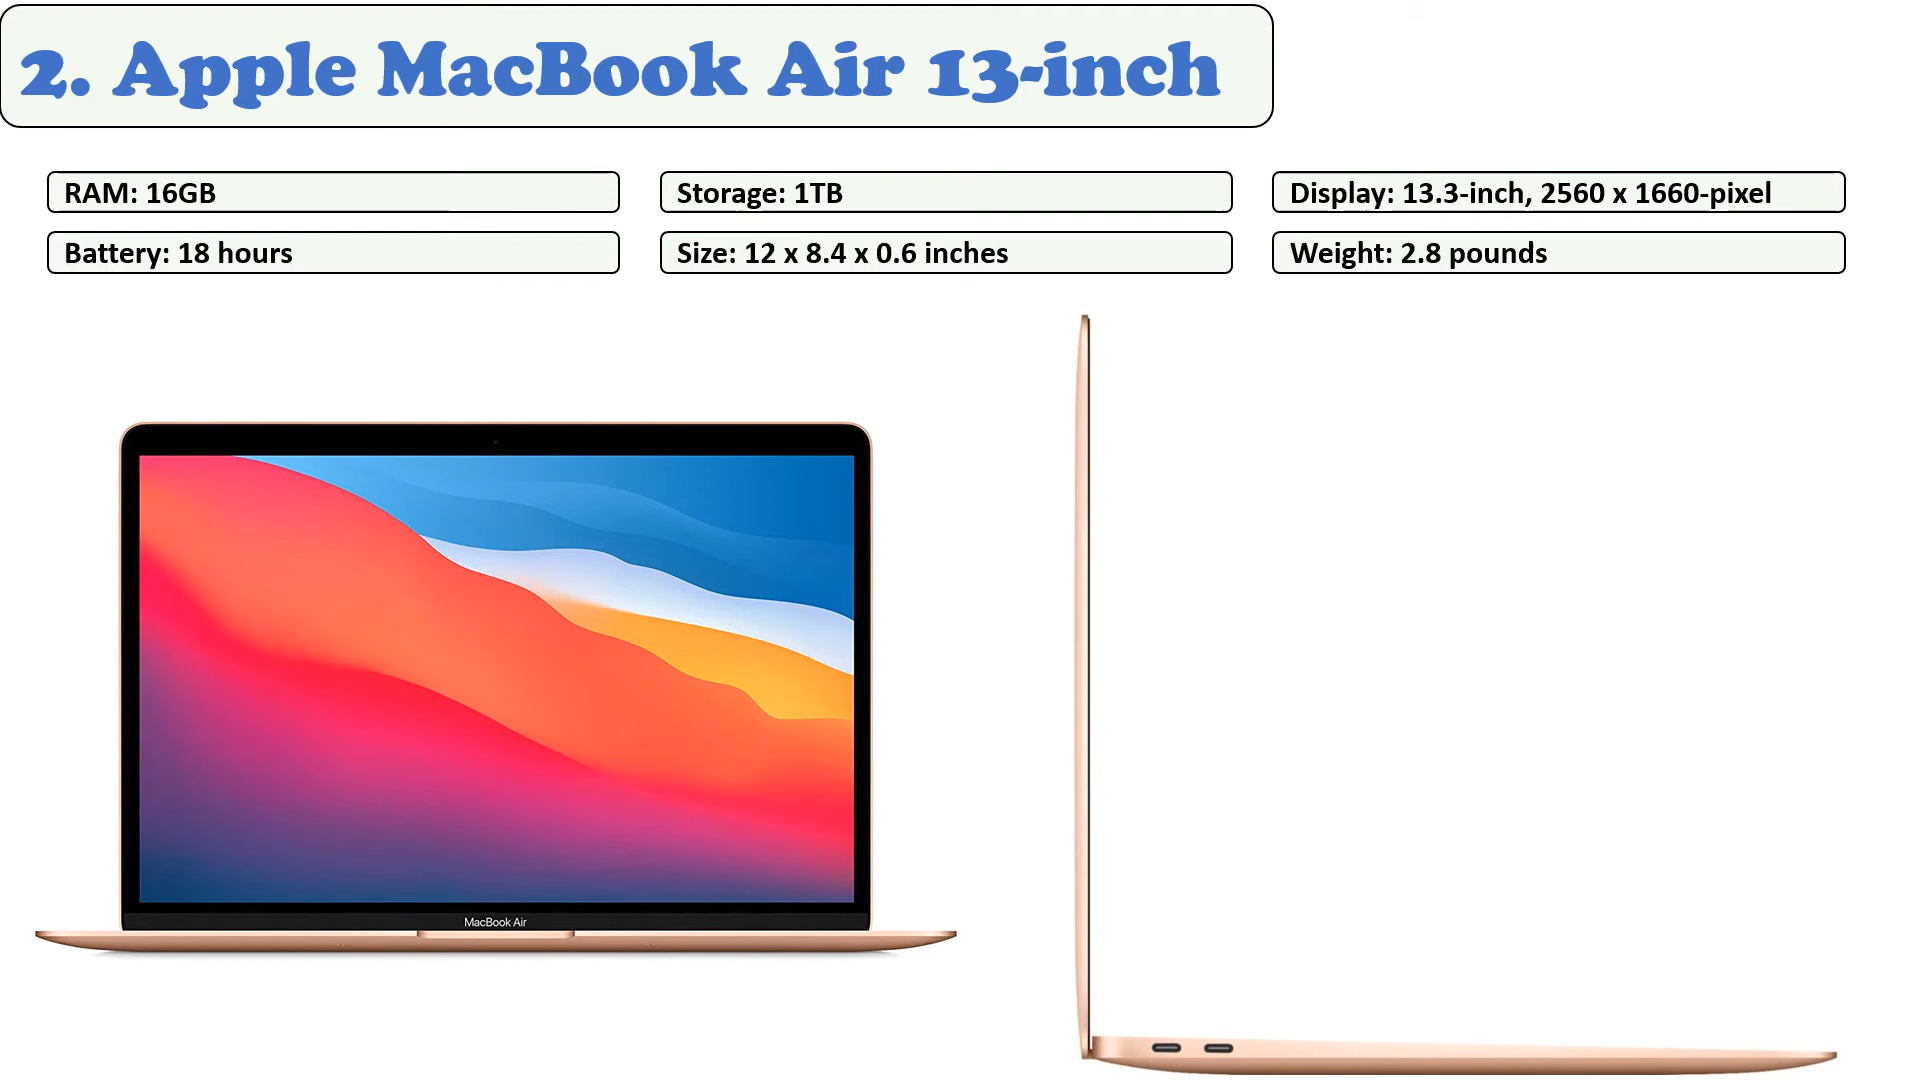 2. Apple MacBook Air 13-inch
RAM: 16GB
Storage: 1TB
Display: 13.3-inch, 2560 x 1660-pixel
Battery: 18 hours
Size: 12 x 8.4 x 0.6 inches
Weight: 2.8 pounds
MacBook Air